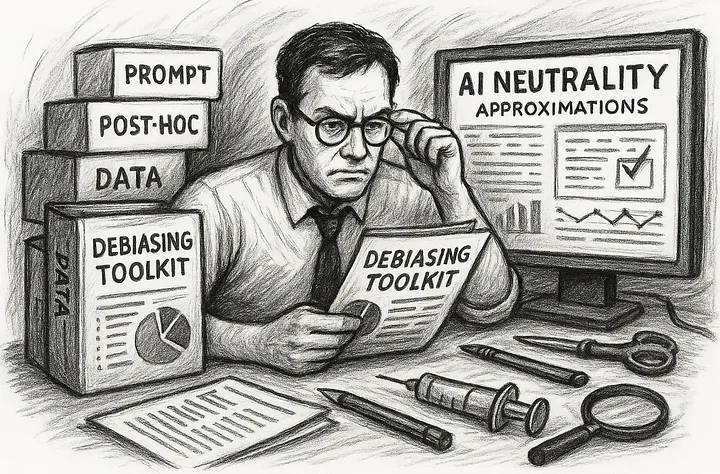 PROMPT
POST-HOC
DATA
DATA
DEBIASING
TOOLKIT
DEBIASING
TOOLKIT
AI NEUTRALITY
APPROXIMATIONS